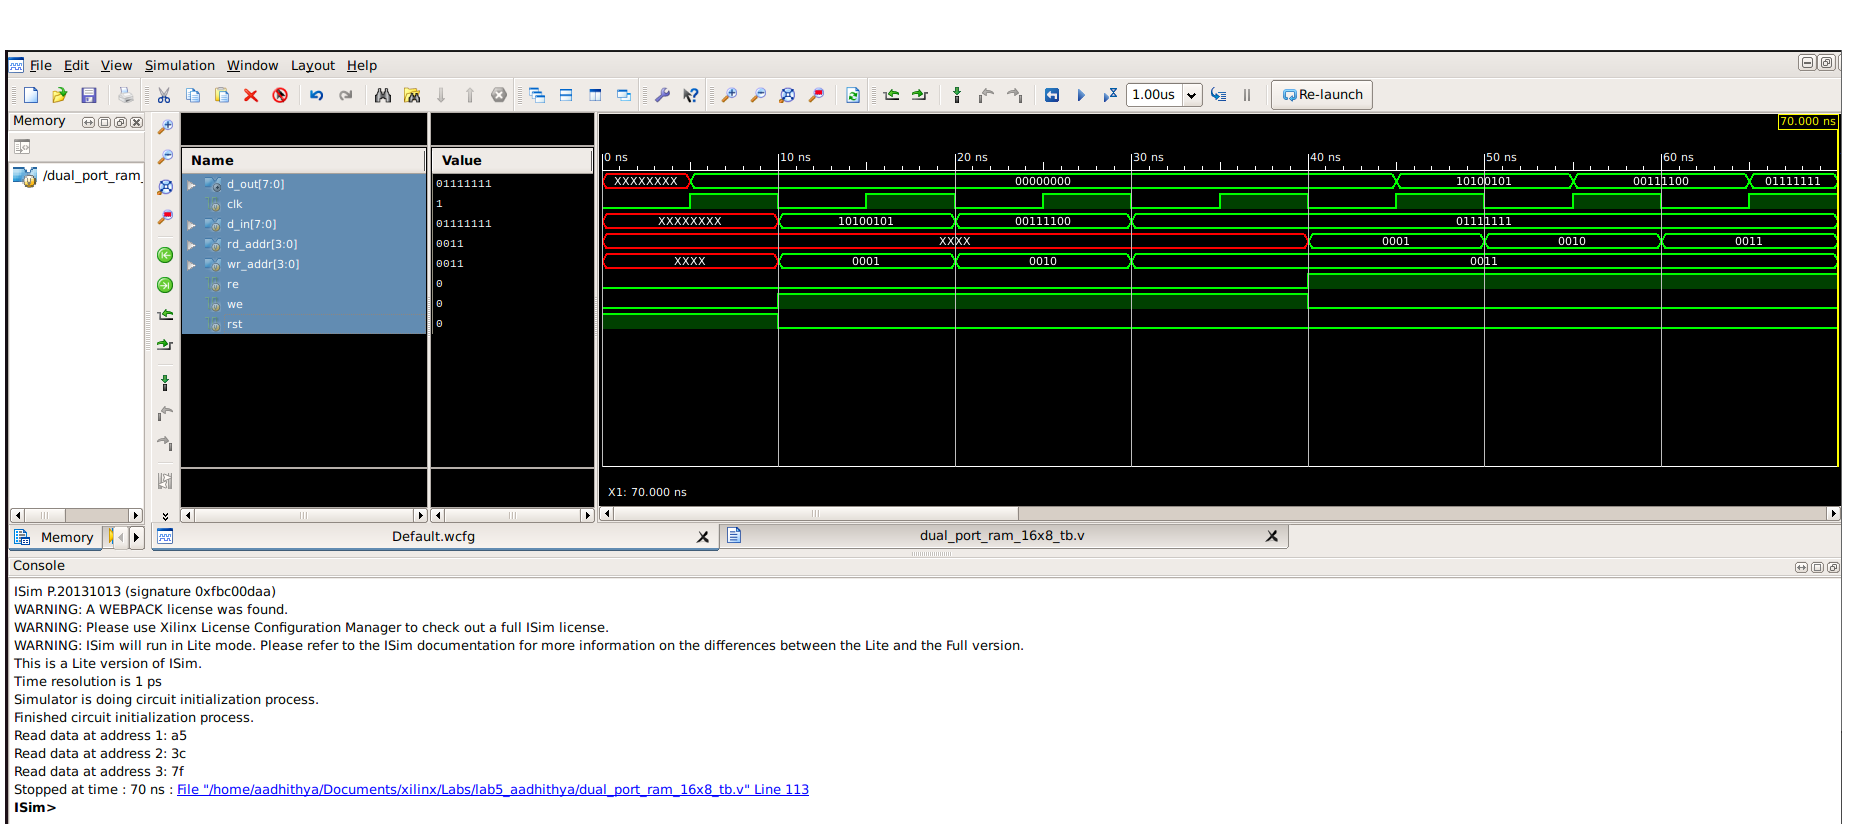 File Edit View Simulation Window Layout Help
1.00us Re-launch
Memory
/dual_port_ram_
70.000 ns
Name Value
0 ns 10 ns 20 ns 30 ns 40 ns 50 ns 60 ns
d_out[7:0] 01111111 XXXXXXXX 00000000 10100101 00111100 01111111
clk 1
d_in[7:0] 01111111 XXXXXXXX 10100101 00111100 01111111
rd_addr[3:0] 0011 XXXX 0001 0010 0011
wr_addr[3:0] 0011 XXXX 0001 0010 0011
re 0
we 0
rst 0
X1: 70.000 ns
Memory Default.wcfg dual_port_ram_16x8_tb.v
Console
ISim P.20131013 (signature 0xfbc00daa)
WARNING: A WEBPACK license was found.
WARNING: Please use Xilinx License Configuration Manager to check out a full ISim license.
WARNING: ISim will run in Lite mode. Please refer to the ISim documentation for more information on the differences between the Lite and the Full version.
This is a Lite version of ISim.
Time resolution is 1 ps
Simulator is doing circuit initialization process.
Finished circuit initialization process.
Read data at address 1: a5
Read data at address 2: 3c
Read data at address 3: 7f
Stopped at time : 70 ns : File "/home/aadhithya/Documents/xilinx/Labs/lab5_aadhithya/dual_port_ram_16x8_tb.v" Line 113
ISim>